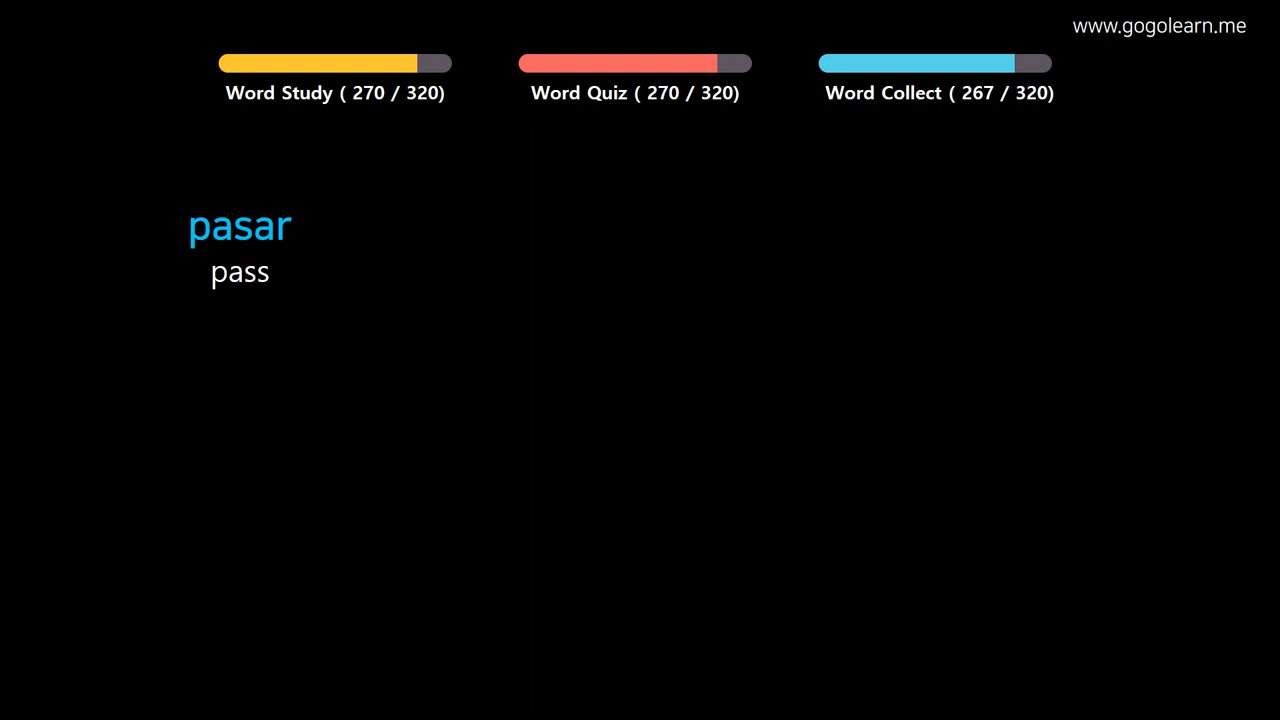 www.gogolearn.me
Word Study ( 270 / 320)
Word Quiz ( 270 / 320)
Word Collect ( 267 / 320)
pasar
pass